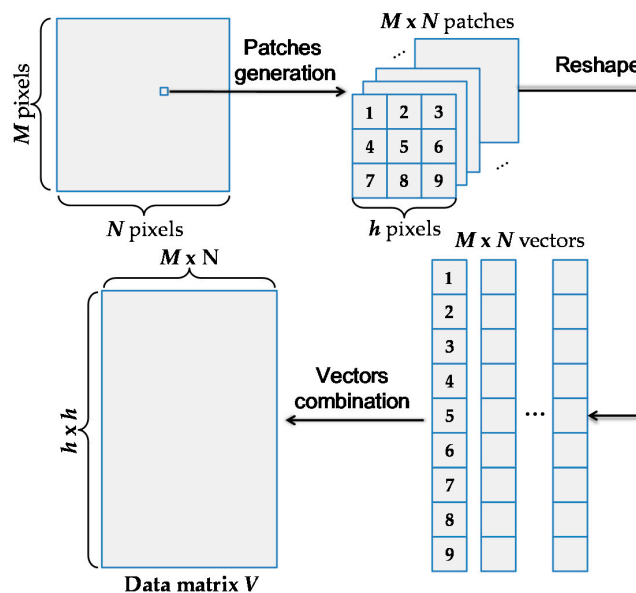 M x N patches
Patches
generation
Reshape
M pixels
...
1 2 3
4 5 6
7 8 9
...
N pixels
h pixels
M x N
M x N vectors
h x h
Vectors
combination
1
2
3
4
5
6
7
8
9
...
Data matrix V